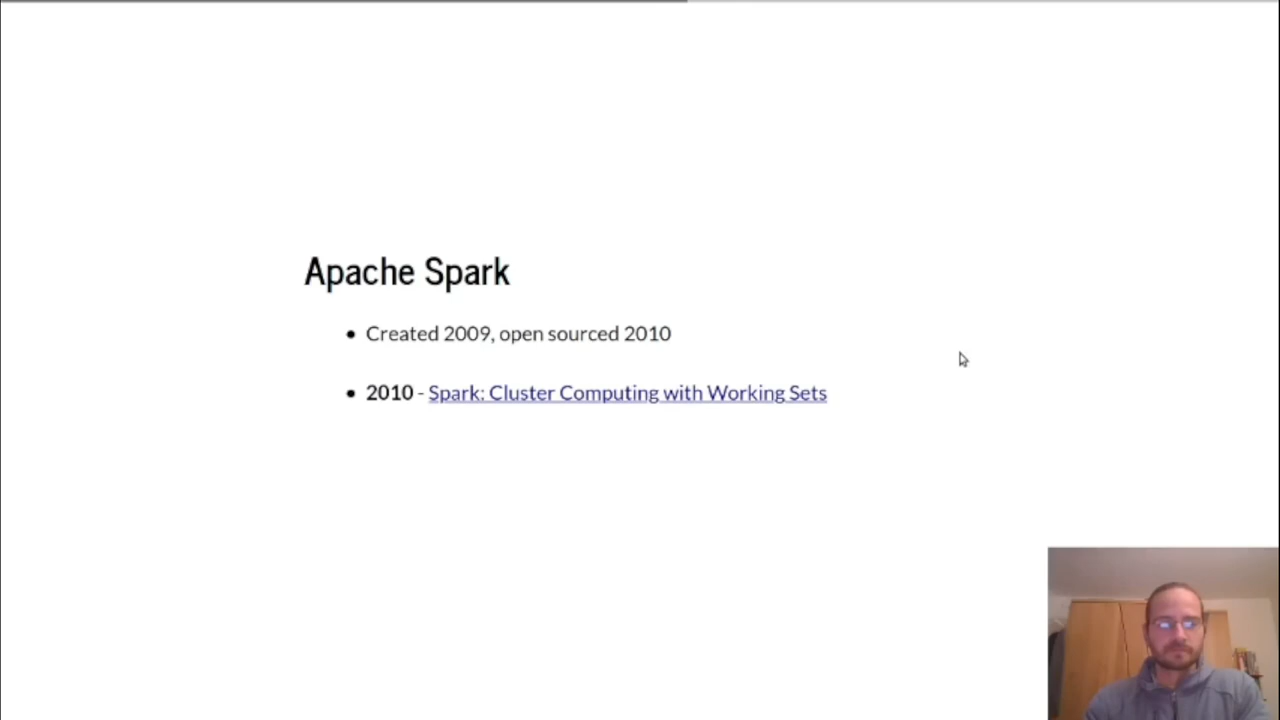 Apache Spark
Created 2009, open sourced 2010
2010 - Spark: Cluster Computing with Working Sets